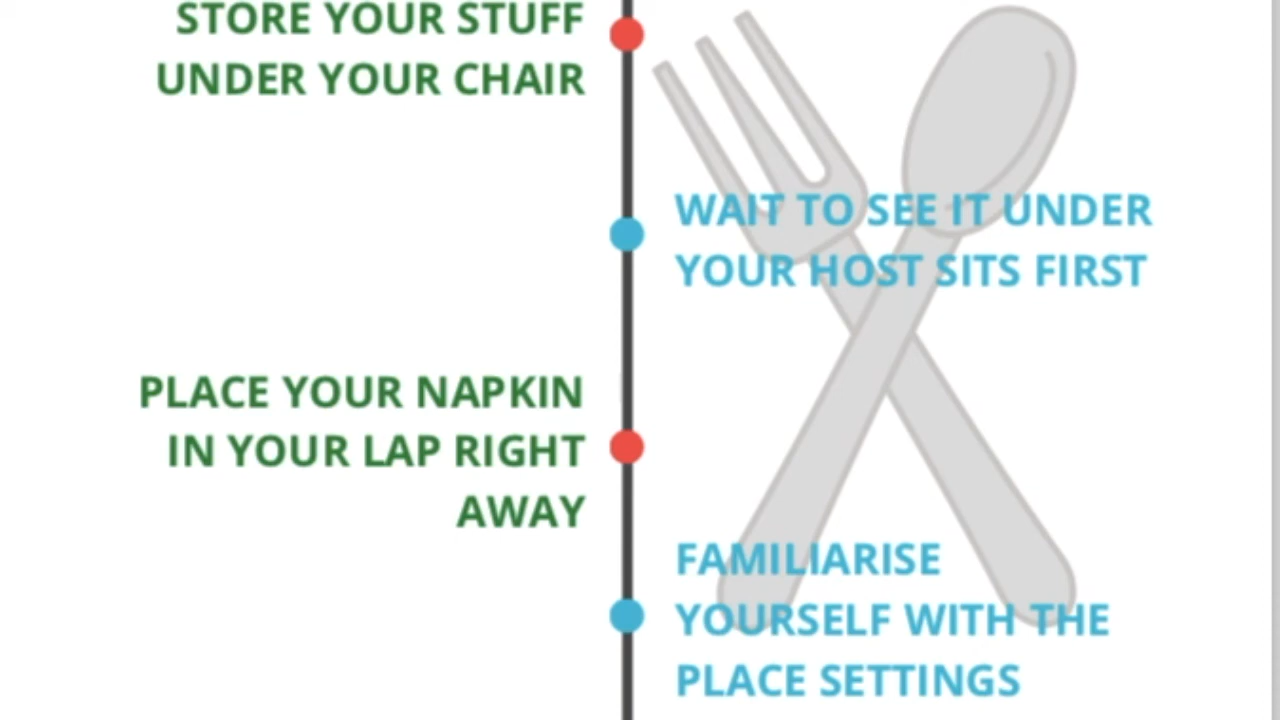 STORE YOUR STUFF
UNDER YOUR CHAIR
WAIT TO SEE IT UNDER
YOUR HOST SITS FIRST
PLACE YOUR NAPKIN
IN YOUR LAP RIGHT
AWAY
FAMILIARISE
YOURSELF WITH THE
PLACE SETTINGS